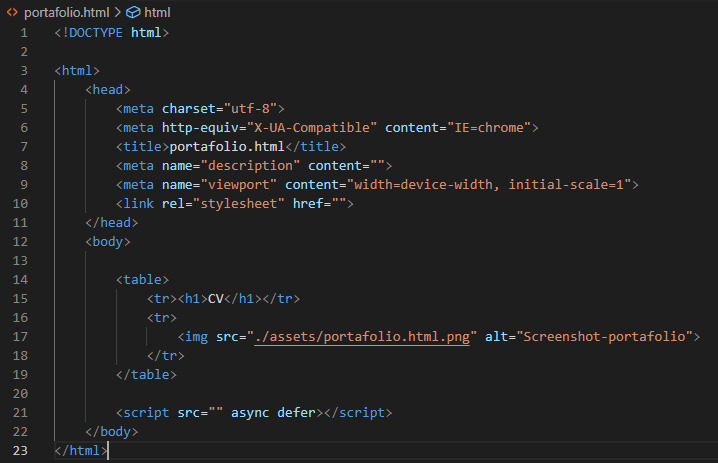 portafolio.html > html
1 <!DOCTYPE html>
2
3 <html>
4     <head>
5         <meta charset="utf-8">
6         <meta http-equiv="X-UA-Compatible" content="IE=chrome">
7         <title>portafolio.html</title>
8         <meta name="description" content="">
9         <meta name="viewport" content="width=device-width, initial-scale=1">
10         <link rel="stylesheet" href="">
11     </head>
12     <body>
13
14         <table>
15             <tr><h1>CV</h1></tr>
16             <tr>
17                 <img src="./assets/portafolio.html.png" alt="Screenshot-portafolio">
18             </tr>
19         </table>
20
21         <script src="" async defer></script>
22     </body>
23 </html>